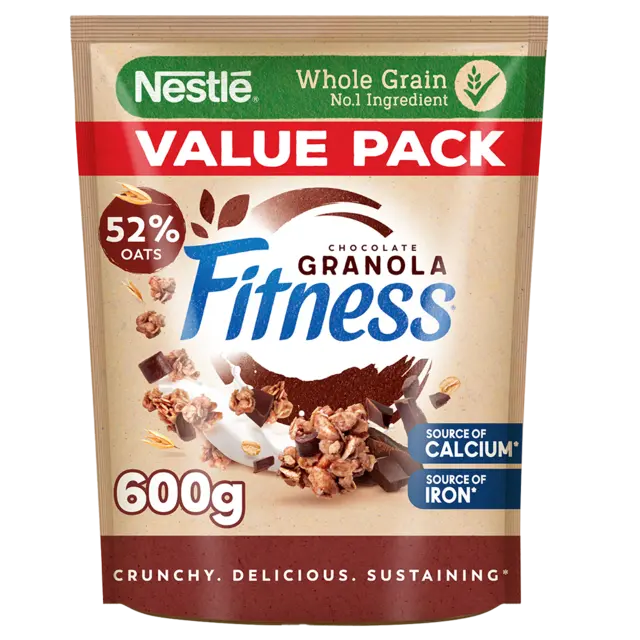 Nestlé®
Whole Grain
No.1 Ingredient
VALUE PACK
52%
OATS
CHOCOLATE
GRANOLA
Fitness®
SOURCE OF
CALCIUM*
SOURCE OF
IRON*
600g
CRUNCHY. DELICIOUS. SUSTAINING*